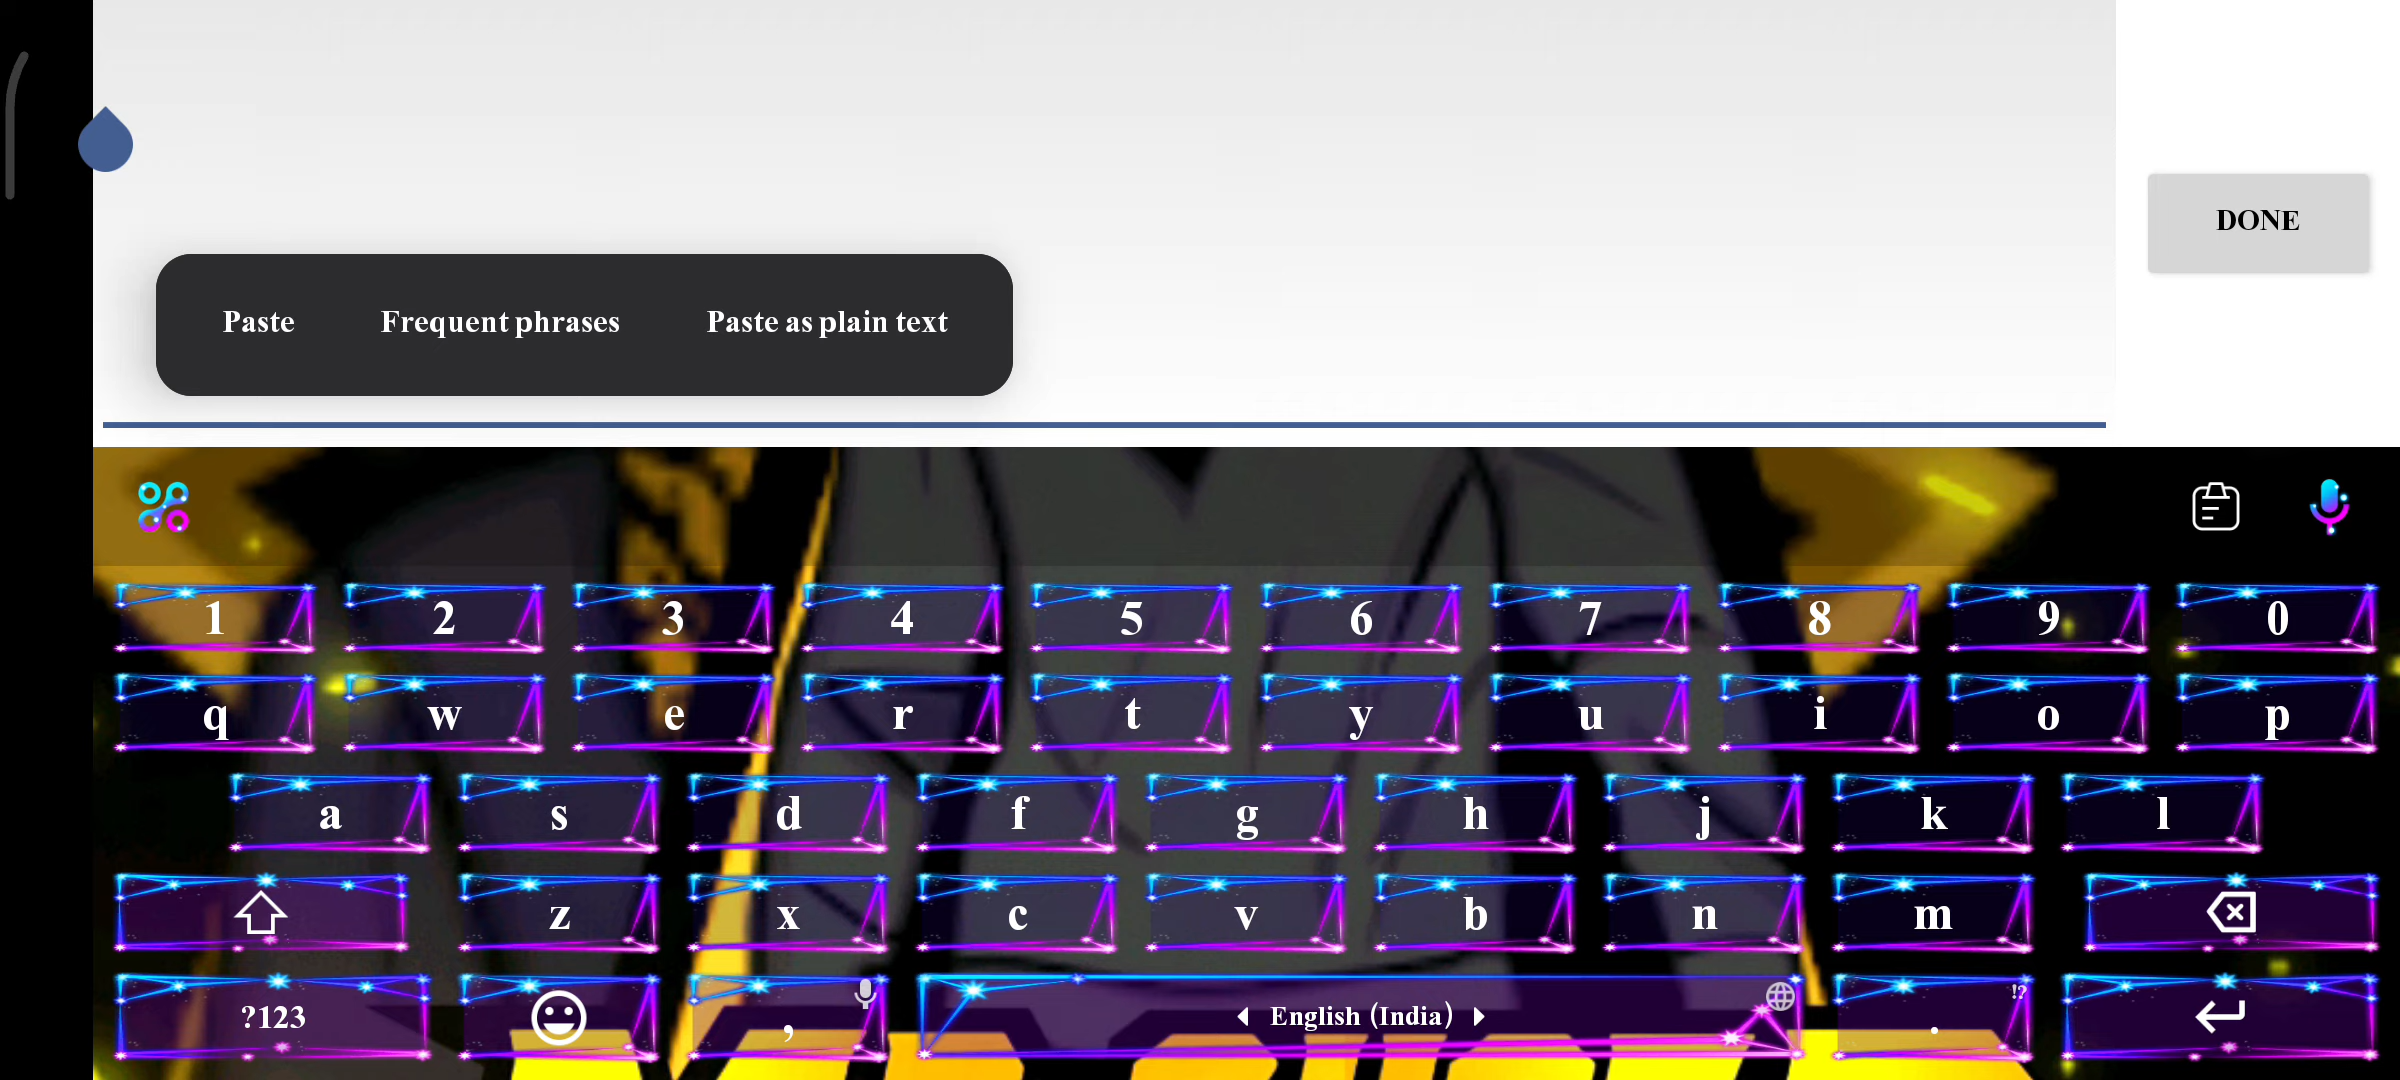 DONE
Paste Frequent phrases Paste as plain text
1 2 3 4 5 6 7 8 9 0
q w e r t y u i o p
a s d f g h j k l
z x c v b n m
?123 , English (India) . !?